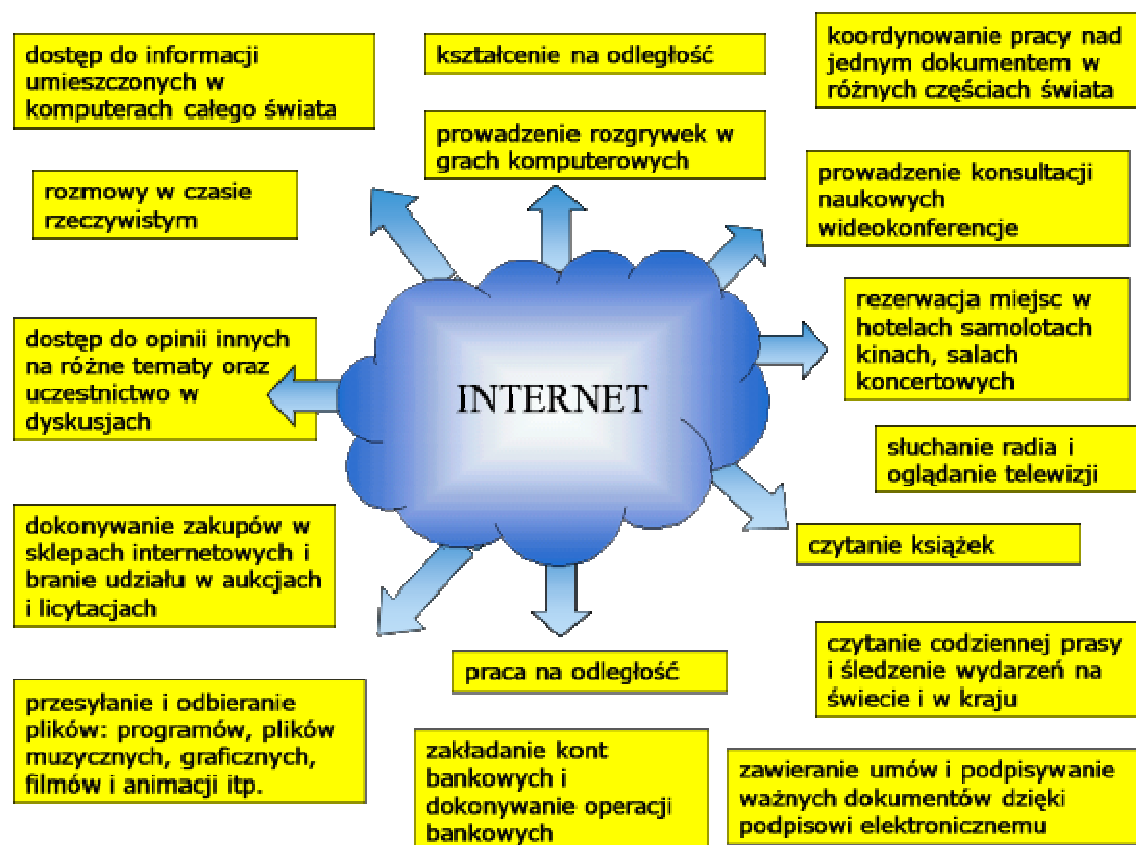 dostęp do informacji
umieszczonych w
komputerach całego świata
kształcenie na odległość
koordynowanie pracy nad
jednym dokumentem w
różnych częściach świata
prowadzenie rozgrywek w
grach komputerowych
rozmowy w czasie
rzeczywistym
prowadzenie konsultacji
naukowych
wideokonferencje
rezerwacja miejsc w
hotelach samolotach
kinach, salach
koncertowych
dostęp do opinii innych
na różne tematy oraz
uczestnictwo w
dyskusjach
INTERNET
słuchanie radia i
oglądanie telewizji
dokonywanie zakupów w
sklepach internetowych i
branie udziału w aukcjach
i licytacjach
czytanie książek
praca na odległość
czytanie codziennej prasy
i śledzenie wydarzeń na
świecie i w kraju
przesyłanie i odbieranie
plików: programów, plików
muzycznych, graficznych,
filmów i animacji itp.
zakładanie kont
bankowych i
dokonywanie operacji
bankowych
zawieranie umów i podpisywanie
ważnych dokumentów dzięki
podpisowi elektronicznemu